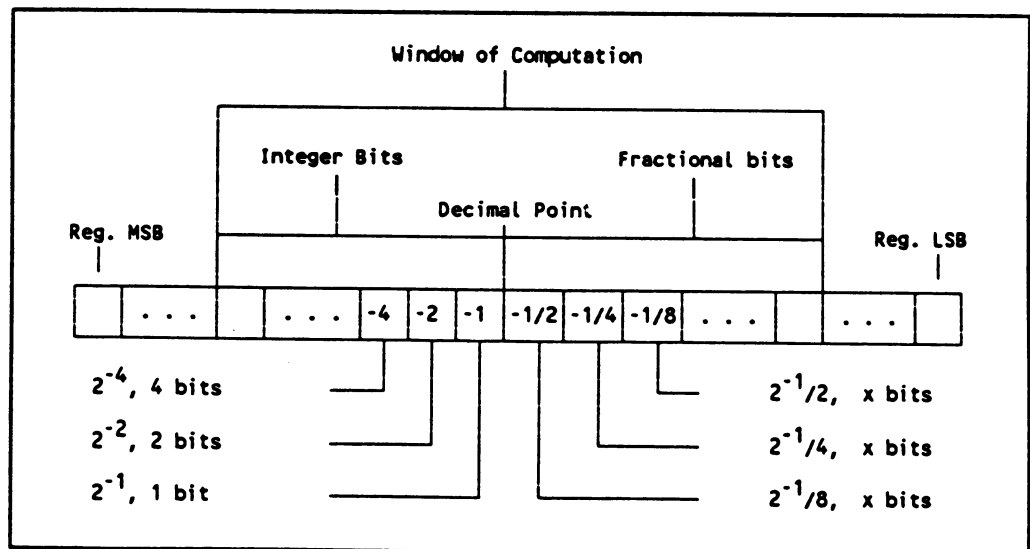 Window of Computation
Integer Bits
Fractional bits
Decimal Point
Reg. MSB
Reg. LSB
... ... -4 -2 -1 -1/2 -1/4 -1/8 ... ...
2^-4, 4 bits
2^-1/2, x bits
2^-2, 2 bits
2^-1/4, x bits
2^-1, 1 bit
2^-1/8, x bits